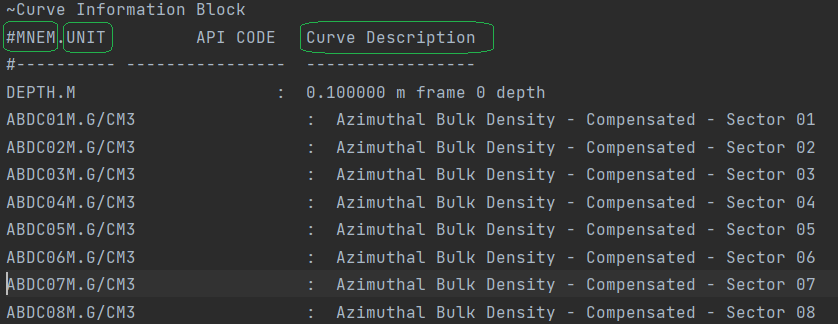 ~Curve Information Block
#MNEM.UNIT API CODE Curve Description
#---------- ---------------- -----------------
DEPTH.M : 0.100000 m frame 0 depth
ABDC01M.G/CM3 : Azimuthal Bulk Density - Compensated - Sector 01
ABDC02M.G/CM3 : Azimuthal Bulk Density - Compensated - Sector 02
ABDC03M.G/CM3 : Azimuthal Bulk Density - Compensated - Sector 03
ABDC04M.G/CM3 : Azimuthal Bulk Density - Compensated - Sector 04
ABDC05M.G/CM3 : Azimuthal Bulk Density - Compensated - Sector 05
ABDC06M.G/CM3 : Azimuthal Bulk Density - Compensated - Sector 06
ABDC07M.G/CM3 : Azimuthal Bulk Density - Compensated - Sector 07
ABDC08M.G/CM3 : Azimuthal Bulk Density - Compensated - Sector 08